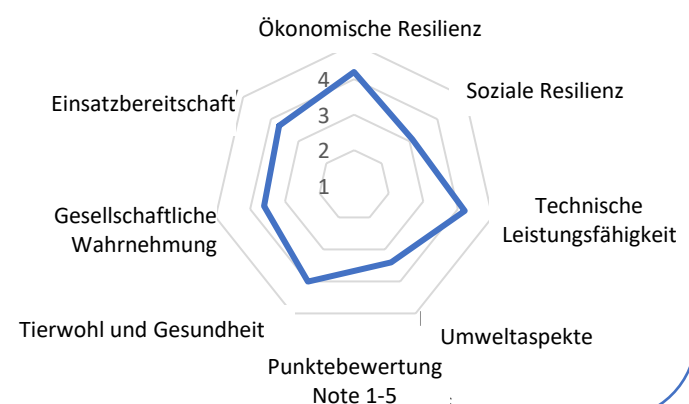 Ökonomische Resilienz
4
3
2
1
Soziale Resilienz
Einsatzbereitschaft
Technische
Leistungsfähigkeit
Gesellschaftliche
Wahrnehmung
Tierwohl und Gesundheit
Umweltaspekte
Punktebewertung
Note 1-5